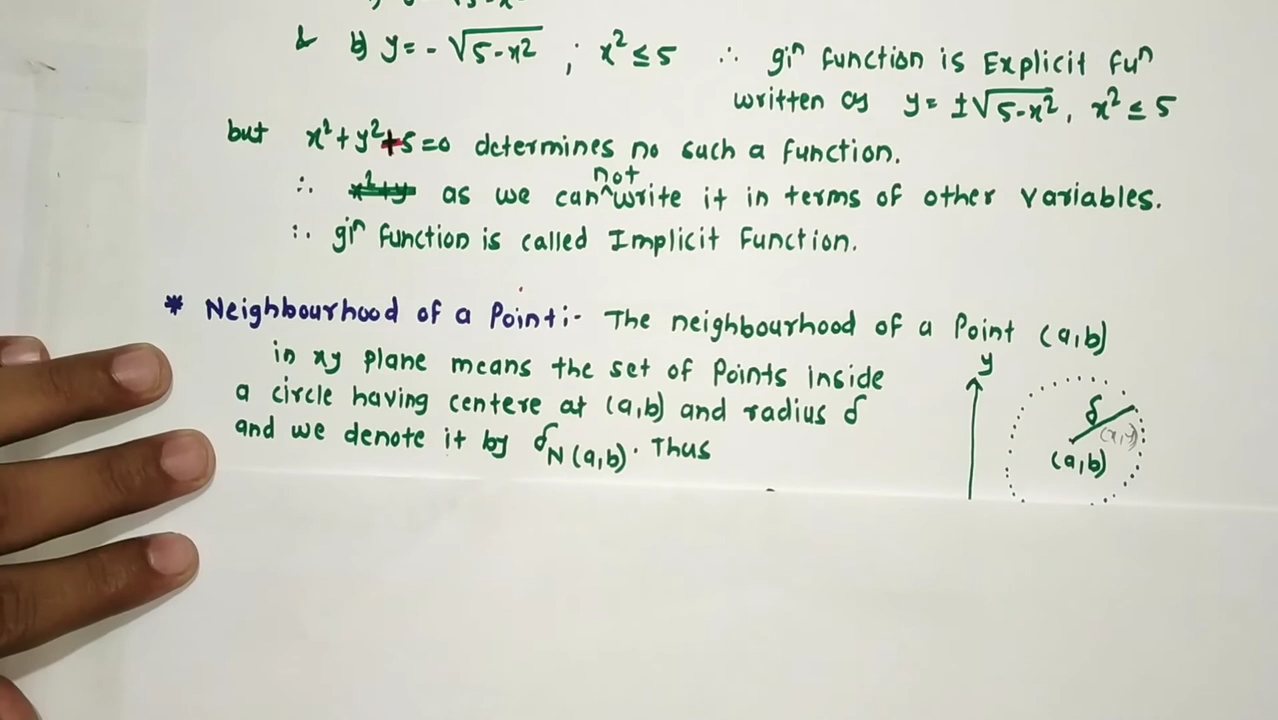 & b) y = - √5-x² ; x² ≤ 5 ∴ giⁿ function is Explicit fuⁿ
written as y = ±√5-x², x² ≤ 5
but x² + y² + 5 = 0 determines no such a function.
∴ as we can not write it in terms of other variables.
∴ giⁿ function is called Implicit Function.
* Neighbourhood of a Point:- The neighbourhood of a Point (a,b)
in xy plane means the set of Points inside
a circle having centere at (a,b) and radius δ
and we denote it by δN(a,b). Thus
y
δ
(x,y)
(a,b)